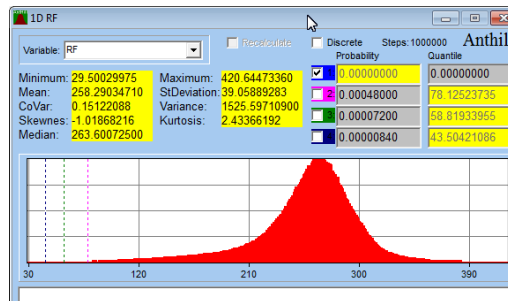 1D RF
Variable: RF
Recalculate
Discrete Steps: 1000000 Anthil
Probability Quantile
Minimum: 29.50029975 Maximum: 420.64473360
Mean: 258.29034710 StDeviation: 39.05889283
CoVar: 0.15122088 Variance: 1525.59710900
Skewnes: -1.01868216 Kurtosis: 2.43366192
Median: 263.60072500
1 0.00000000 0.00000000
2 0.00048000 78.12523735
3 0.00007200 58.81933955
0.00000840 43.50421086
30 120 210 300 390